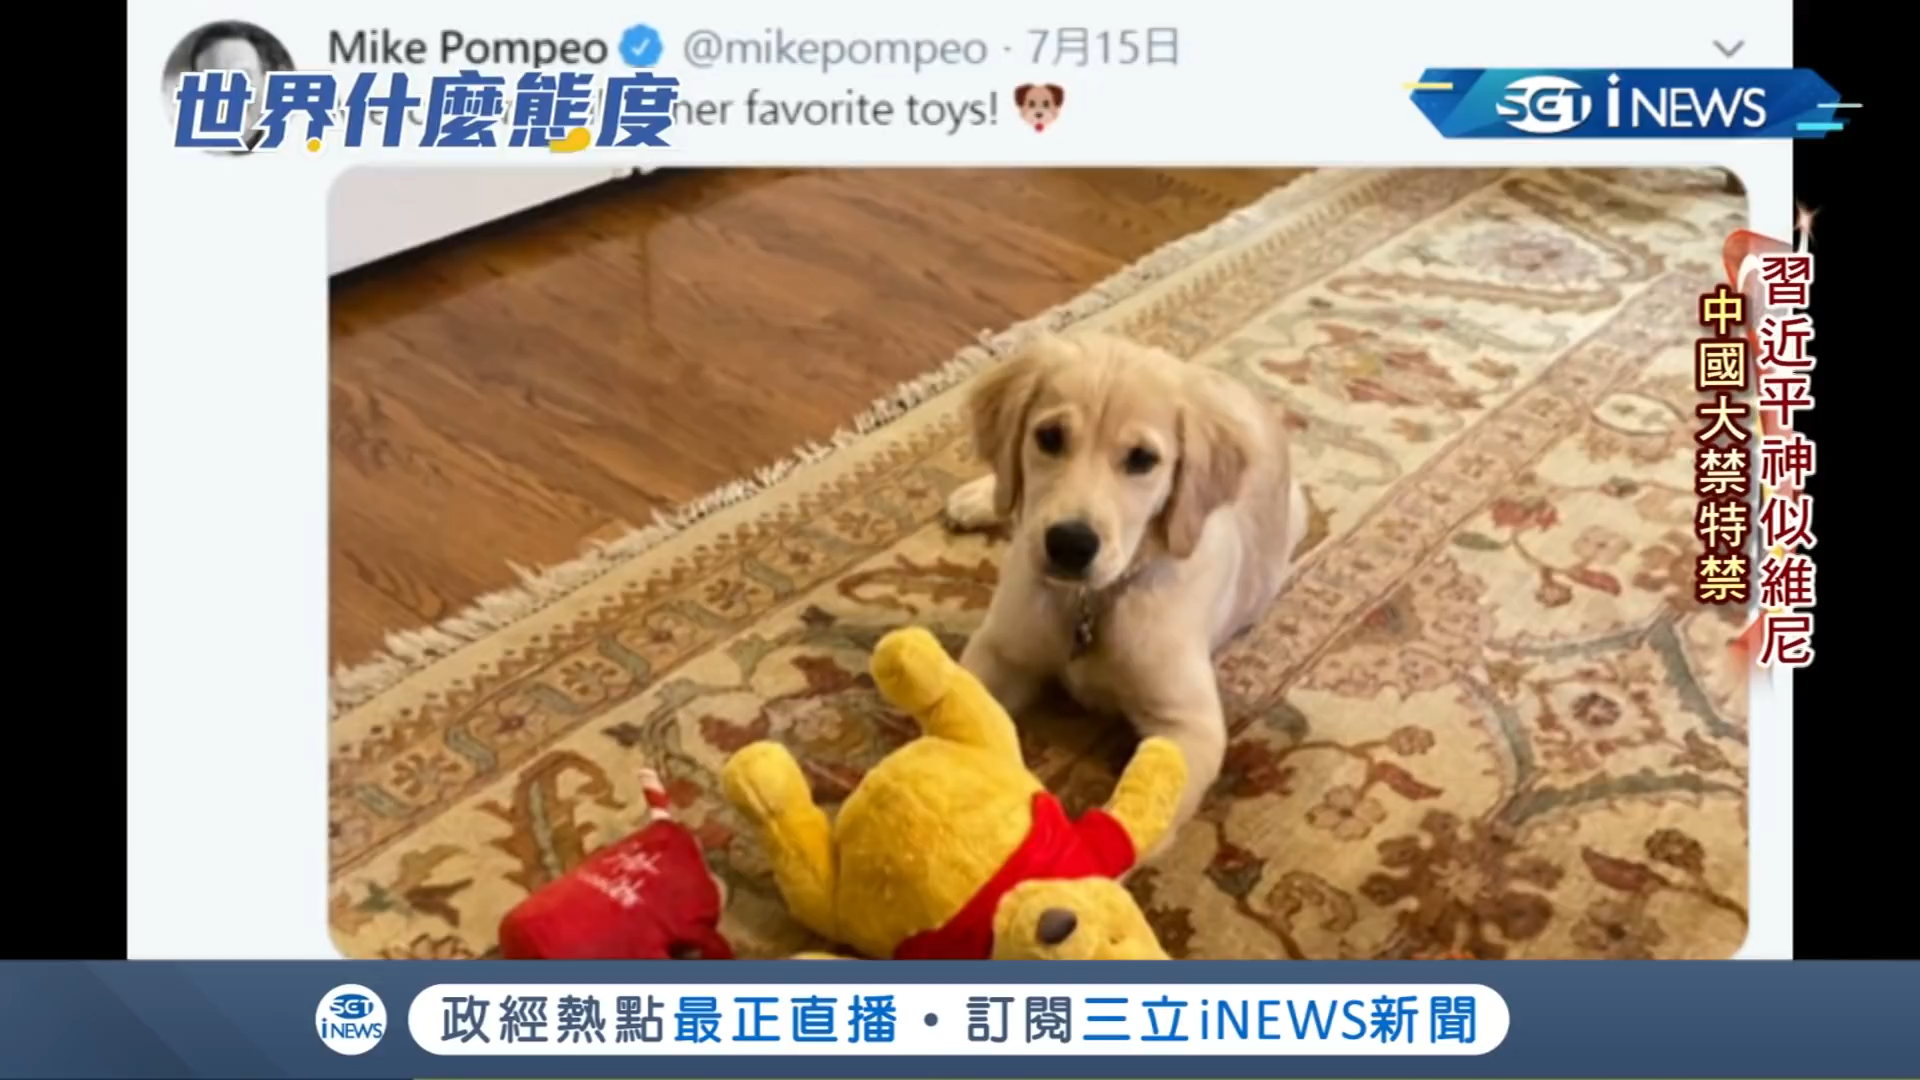 Mike Pompeo @mikepompeo · 7月15日
her favorite toys!
世界什麼態度
SET iNEWS
習近平神似維尼
中國大禁特禁
SET
iNEWS
政經熱點最正直播・訂閱三立iNEWS新聞